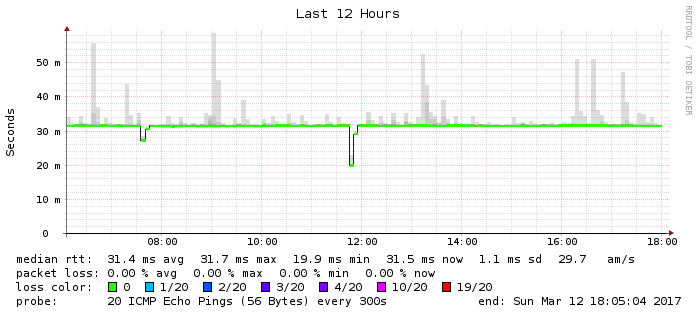 Last 12 Hours
RRDTOOL / TOBI OETIKER
Seconds
50 m
40 m
30 m
20 m
10 m
0
08:00 10:00 12:00 14:00 16:00 18:00
median rtt: 31.4 ms avg 31.7 ms max 19.9 ms min 31.5 ms now 1.1 ms sd 29.7 am/s
packet loss: 0.00 % avg 0.00 % max 0.00 % min 0.00 % now
loss color: 0 1/20 2/20 3/20 4/20 10/20 19/20
probe: 20 ICMP Echo Pings (56 Bytes) every 300s end: Sun Mar 12 18:05:04 2017